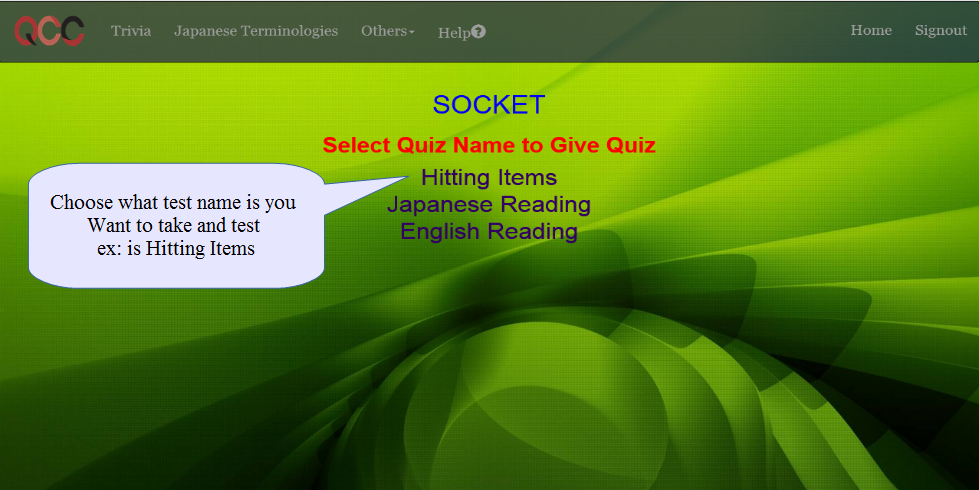 QCC Trivia Japanese Terminologies Others Help? Home Signout
SOCKET
Select Quiz Name to Give Quiz
Hitting Items
Japanese Reading
English Reading
Choose what test name is you
Want to take and test
ex: is Hitting Items